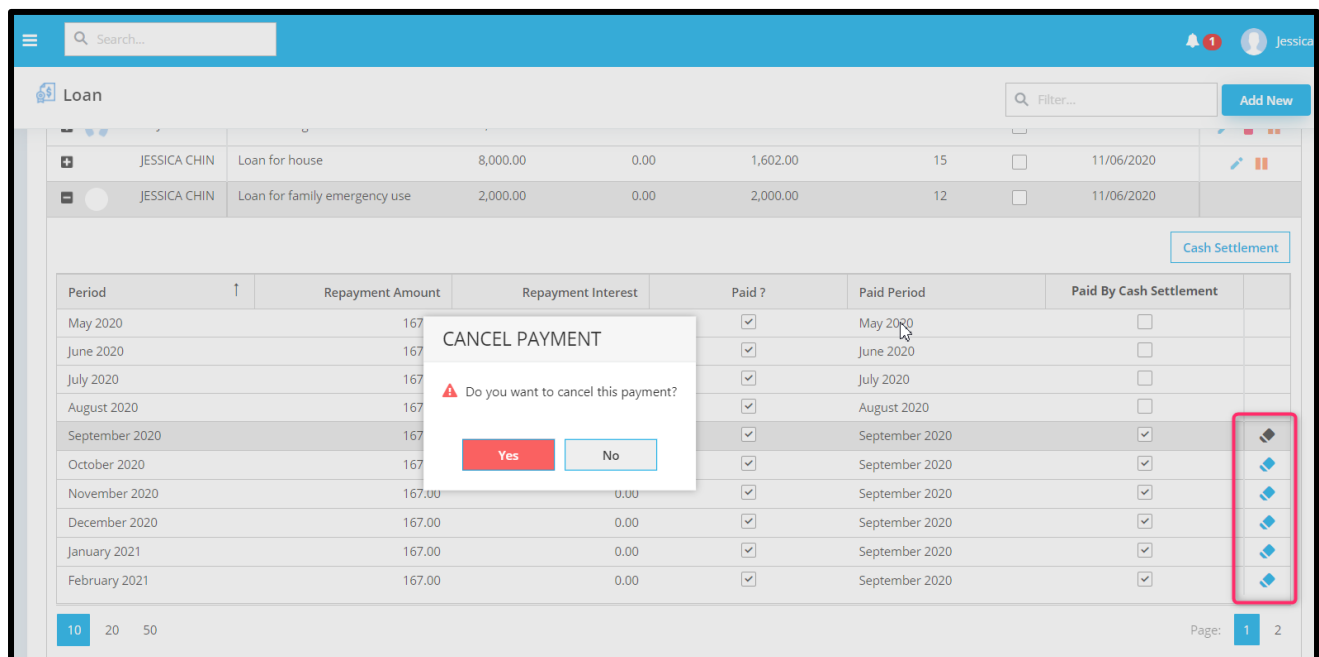 Search...
1 Jessica
Loan Filter... Add New
JESSICA CHIN Loan for house 8,000.00 0.00 1,602.00 15 11/06/2020
JESSICA CHIN Loan for family emergency use 2,000.00 0.00 2,000.00 12 11/06/2020
Cash Settlement
Period ↑ Repayment Amount Repayment Interest Paid ? Paid Period Paid By Cash Settlement
May 2020 167 May 2020
CANCEL PAYMENT
June 2020 167 June 2020
July 2020 167 July 2020
Do you want to cancel this payment?
August 2020 167 August 2020
September 2020 167 September 2020
Yes No
October 2020 167 September 2020
November 2020 167.00 0.00 September 2020
December 2020 167.00 0.00 September 2020
January 2021 167.00 0.00 September 2020
February 2021 167.00 0.00 September 2020
10 20 50 Page: 1 2